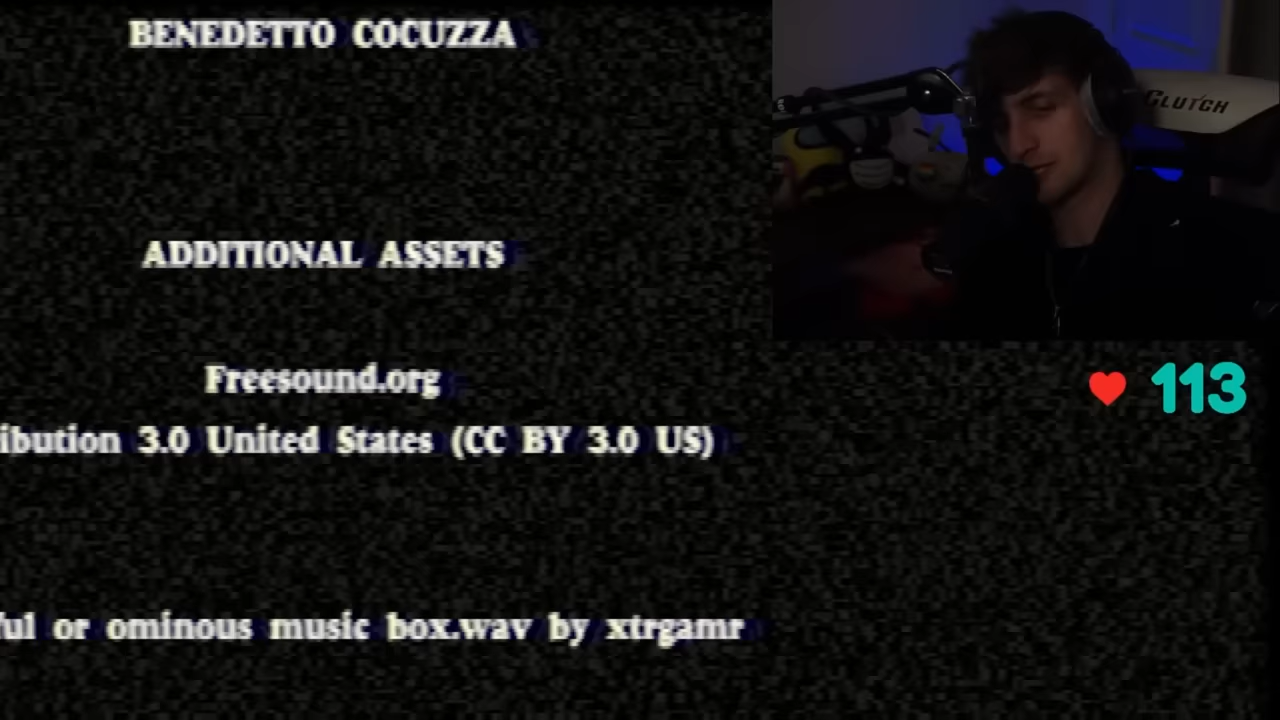 BENEDETTO COCUZZA
CLUTCH
ADDITIONAL ASSETS
113
Freesound.org
ibution 3.0 United States (CC BY 3.0 US)
ful or ominous music box.wav by xtrgamr